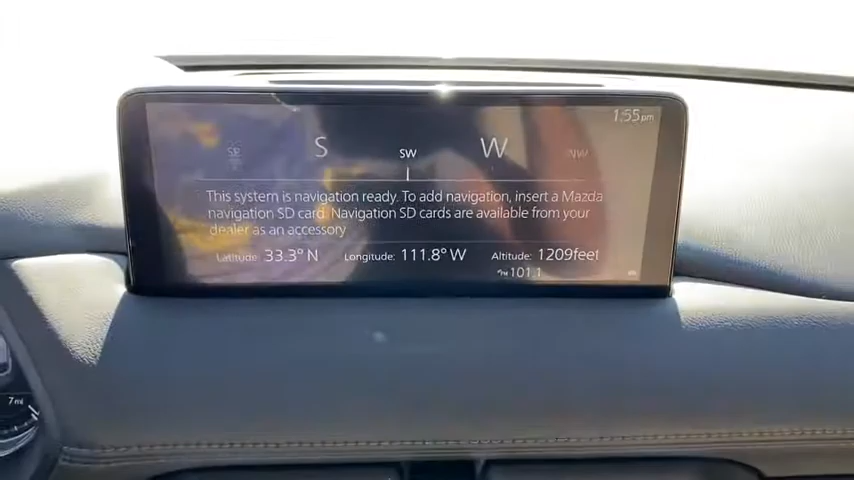 1:55pm
SE S SW W NW
This system is navigation ready. To add navigation, insert a Mazda
navigation SD card. Navigation SD cards are available from your
dealer as an accessory
Latitude: 33.3°N Longitude: 111.8°W Altitude: 1209feet
101.1